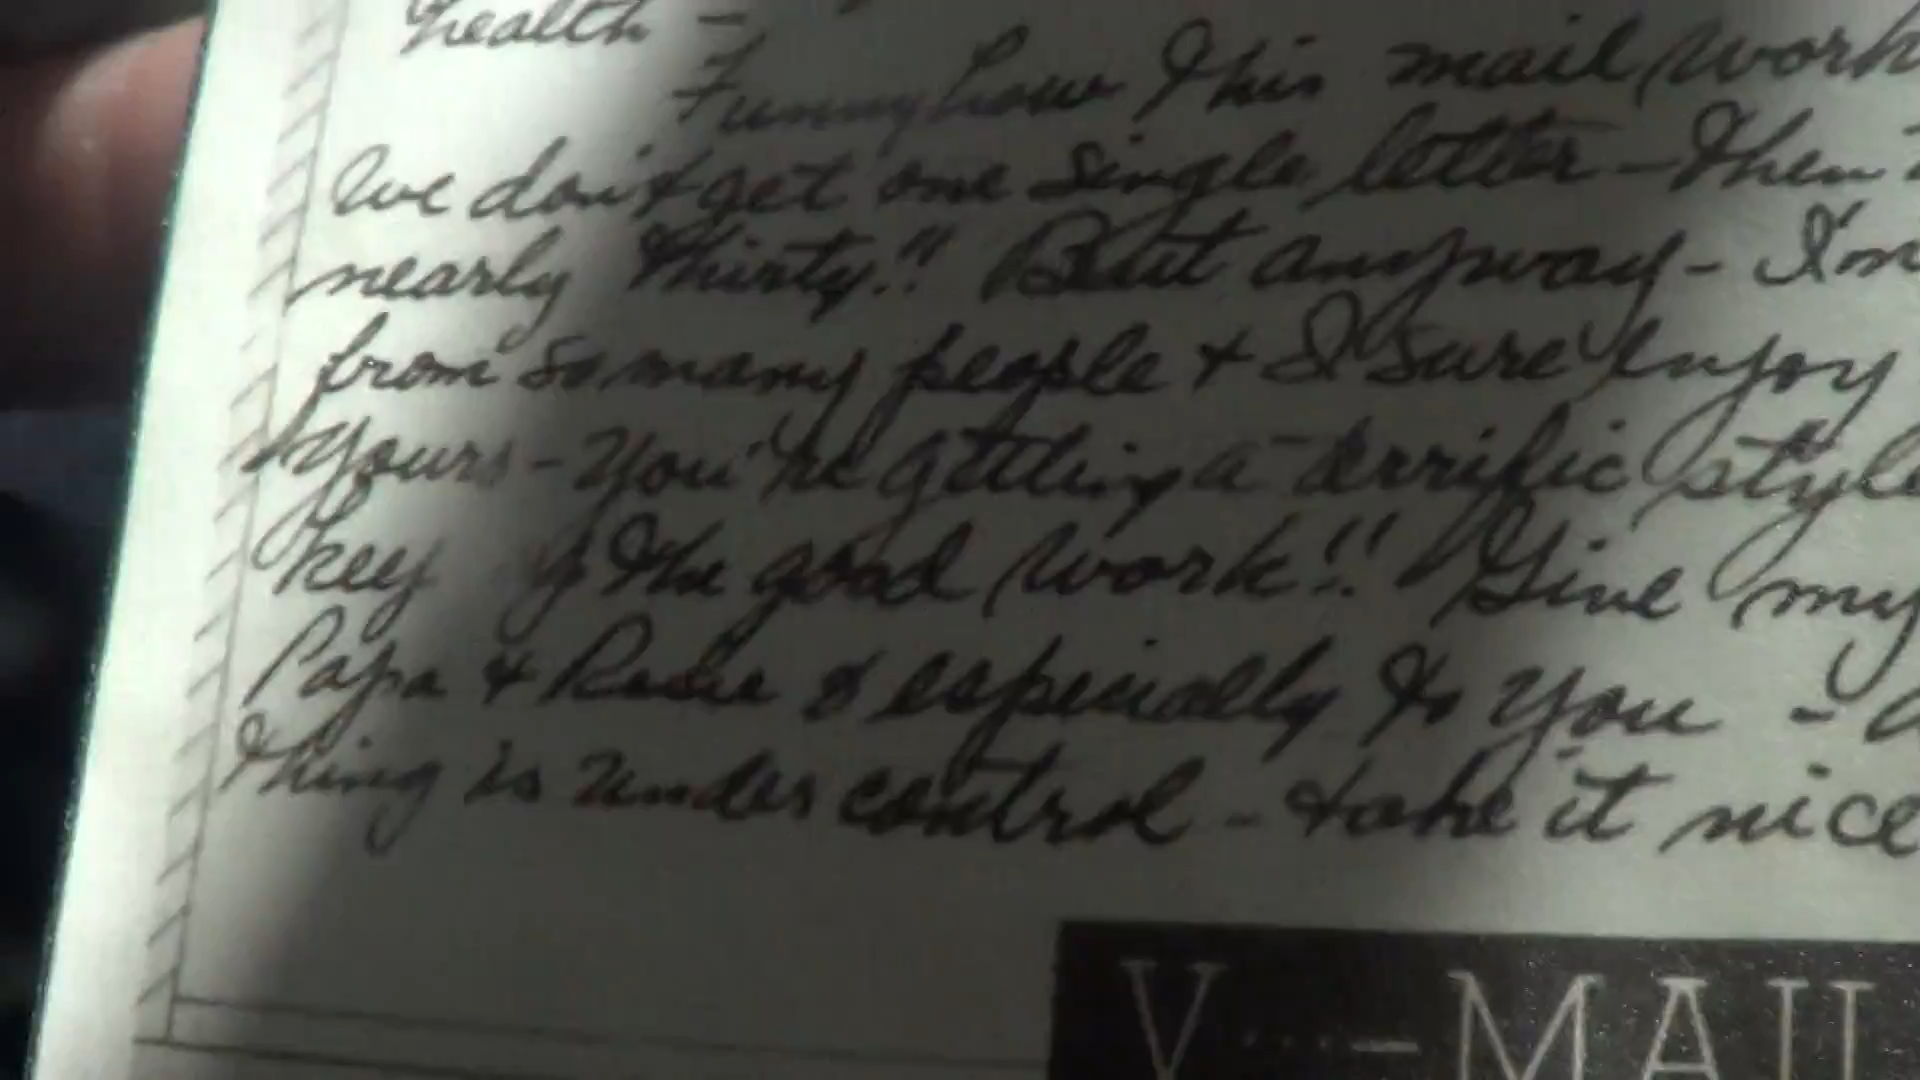 health -
Funny how this mail work
We don't get one single letter - then
nearly thirty!! But anyway - I'm
from so many people + I sure enjoy
yours - You're getting a terrific style
keep up the good work!! Give my
Papa + & especially to you -
thing is under control - take it nice
V...-MAIL